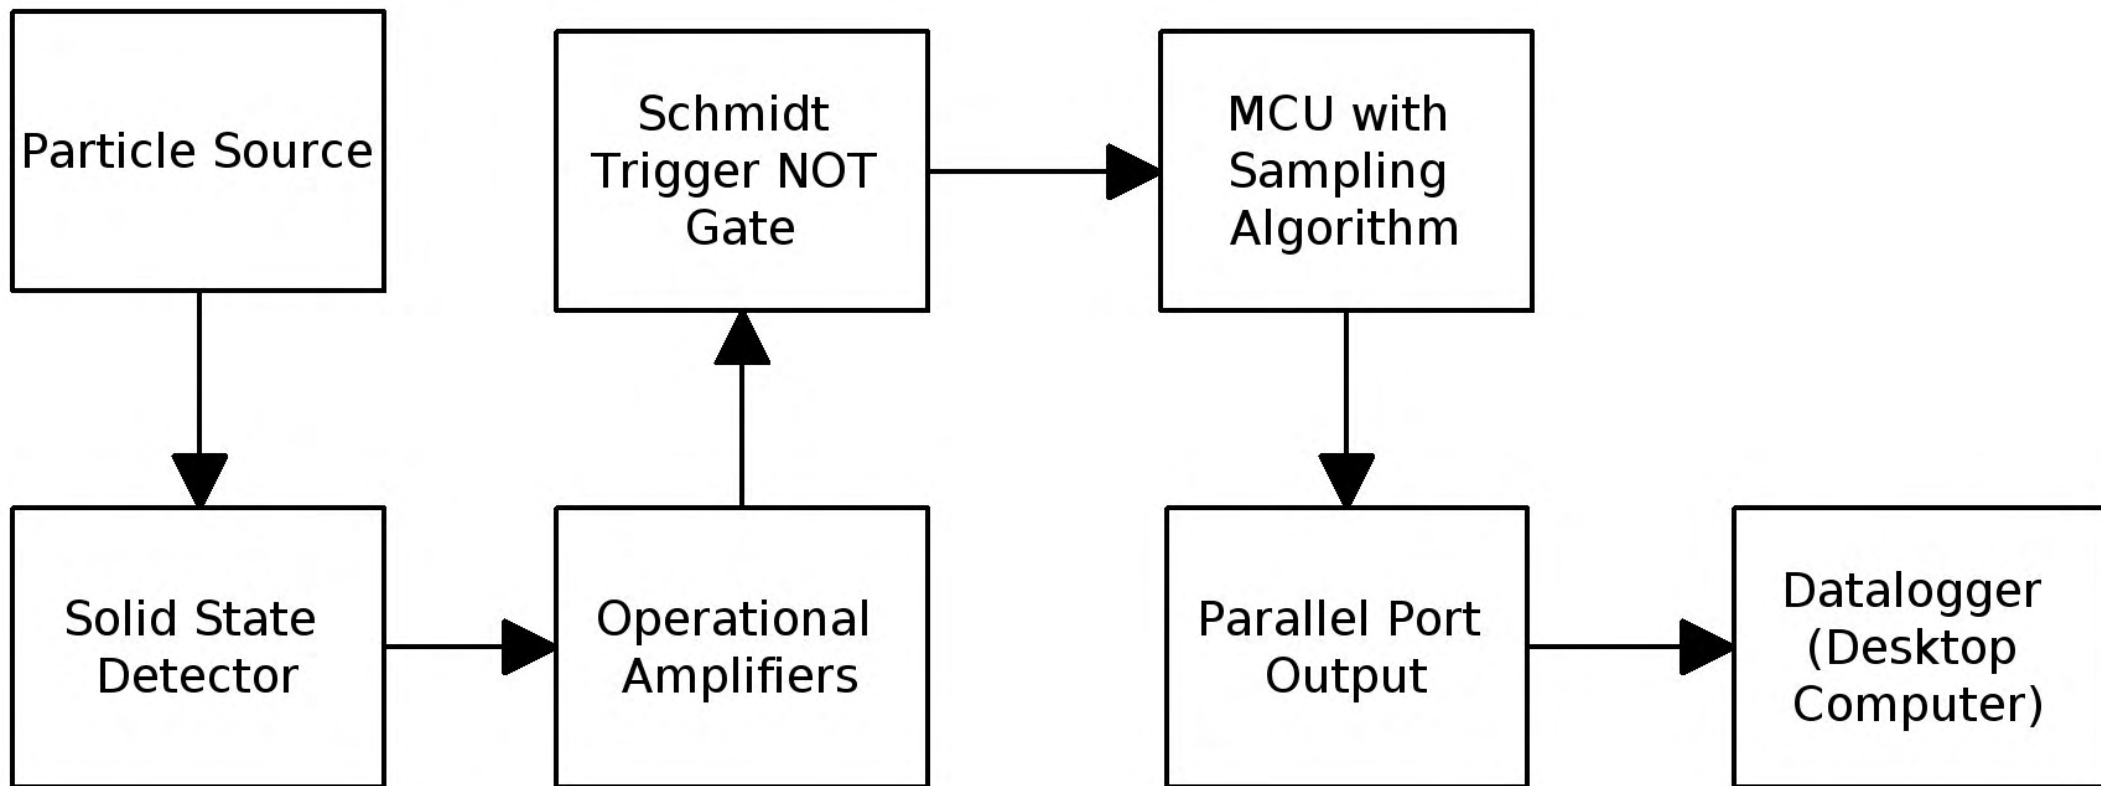 Particle Source
Schmidt
Trigger NOT
Gate
MCU with
Sampling
Algorithm
Solid State
Detector
Operational
Amplifiers
Parallel Port
Output
Datalogger
(Desktop
Computer)